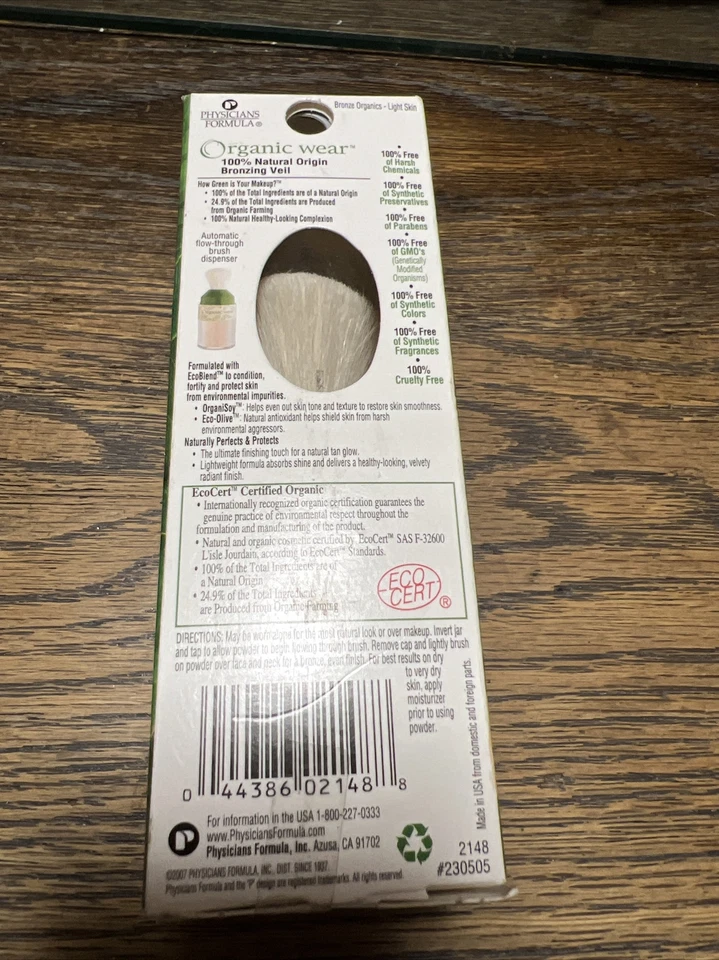 PHYSICIANS
FORMULA®
Bronze Organics - Light Skin
Organic wear™
100% Natural Origin
Bronzing Veil
How Green is Your Makeup?™
• 100% of the Total Ingredients are of a Natural Origin
• 24.9% of the Total Ingredients are Produced
from Organic Farming
• 100% Natural Healthy-Looking Complexion
Automatic
flow-through
brush
dispenser
•
100% Free
of Harsh
Chemicals
•
100% Free
of Synthetic
Preservatives
•
100% Free
of Parabens
•
100% Free
of GMO's
(Genetically
Modified
Organisms)
•
100% Free
of Synthetic
Colors
•
100% Free
of Synthetic
Fragrances
•
100%
Cruelty Free
Formulated with
EcoBlend™ to condition,
fortify and protect skin
from environmental impurities.
• OrganiSoy™: Helps even out skin tone and texture to restore skin smoothness.
• Eco-Olive™: Natural antioxidant helps shield skin from harsh
environmental aggressors.
Naturally Perfects & Protects
• The ultimate finishing touch for a natural tan glow.
• Lightweight formula absorbs shine and delivers a healthy-looking, velvety
radiant finish.
EcoCert™ Certified Organic
• Internationally recognized organic certification guarantees the
genuine practice of environmental respect throughout the
formulation and manufacturing of the product.
• Natural and organic cosmetic certified by EcoCert™ SAS F-32600
L'isle Jourdain, according to EcoCert™ Standards.
• 100% of the Total Ingredients are of
a Natural Origin
• 24.9% of the Total Ingredients
are Produced from Organic Farming
ECO
CERT®
DIRECTIONS: May be worn alone for the most natural look or over makeup. Invert jar
and tap to allow powder to begin flowing through brush. Remove cap and lightly brush
on powder over face and neck for a bronze, even finish. For best results on dry
to very dry
skin, apply
moisturizer
prior to using
powder.
Made in USA from domestic and foreign parts.
0 44386 02148 8
For information in the USA 1-800-227-0333
www.PhysiciansFormula.com
Physicians Formula, Inc. Azusa, CA 91702
©2007 PHYSICIANS FORMULA, INC. DIST. SINCE 1937.
Physicians Formula and the "P" design are registered trademarks. All rights reserved.
2148
#230505